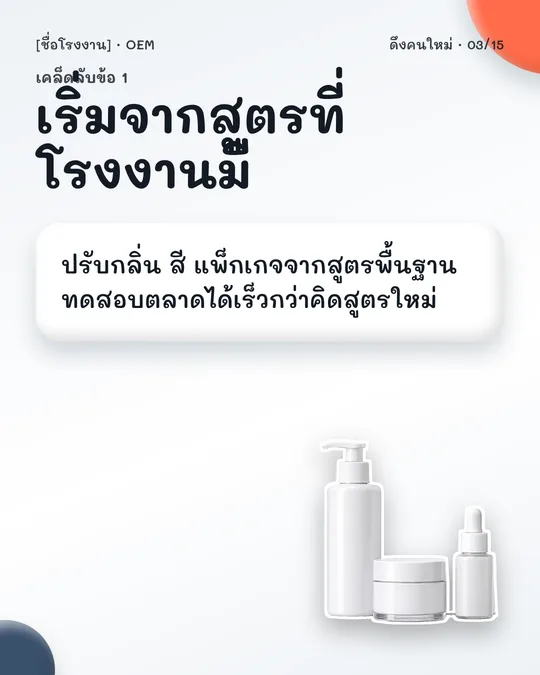 [ชื่อโรงงาน] · OEM
ดึงคนใหม่ · 03/15
เคล็ดลับข้อ 1
เริ่มจากสูตรที่
โรงงานมี
ปรับกลิ่น สี แพ็กเกจจากสูตรพื้นฐาน
ทดสอบตลาดได้เร็วกว่าคิดสูตรใหม่